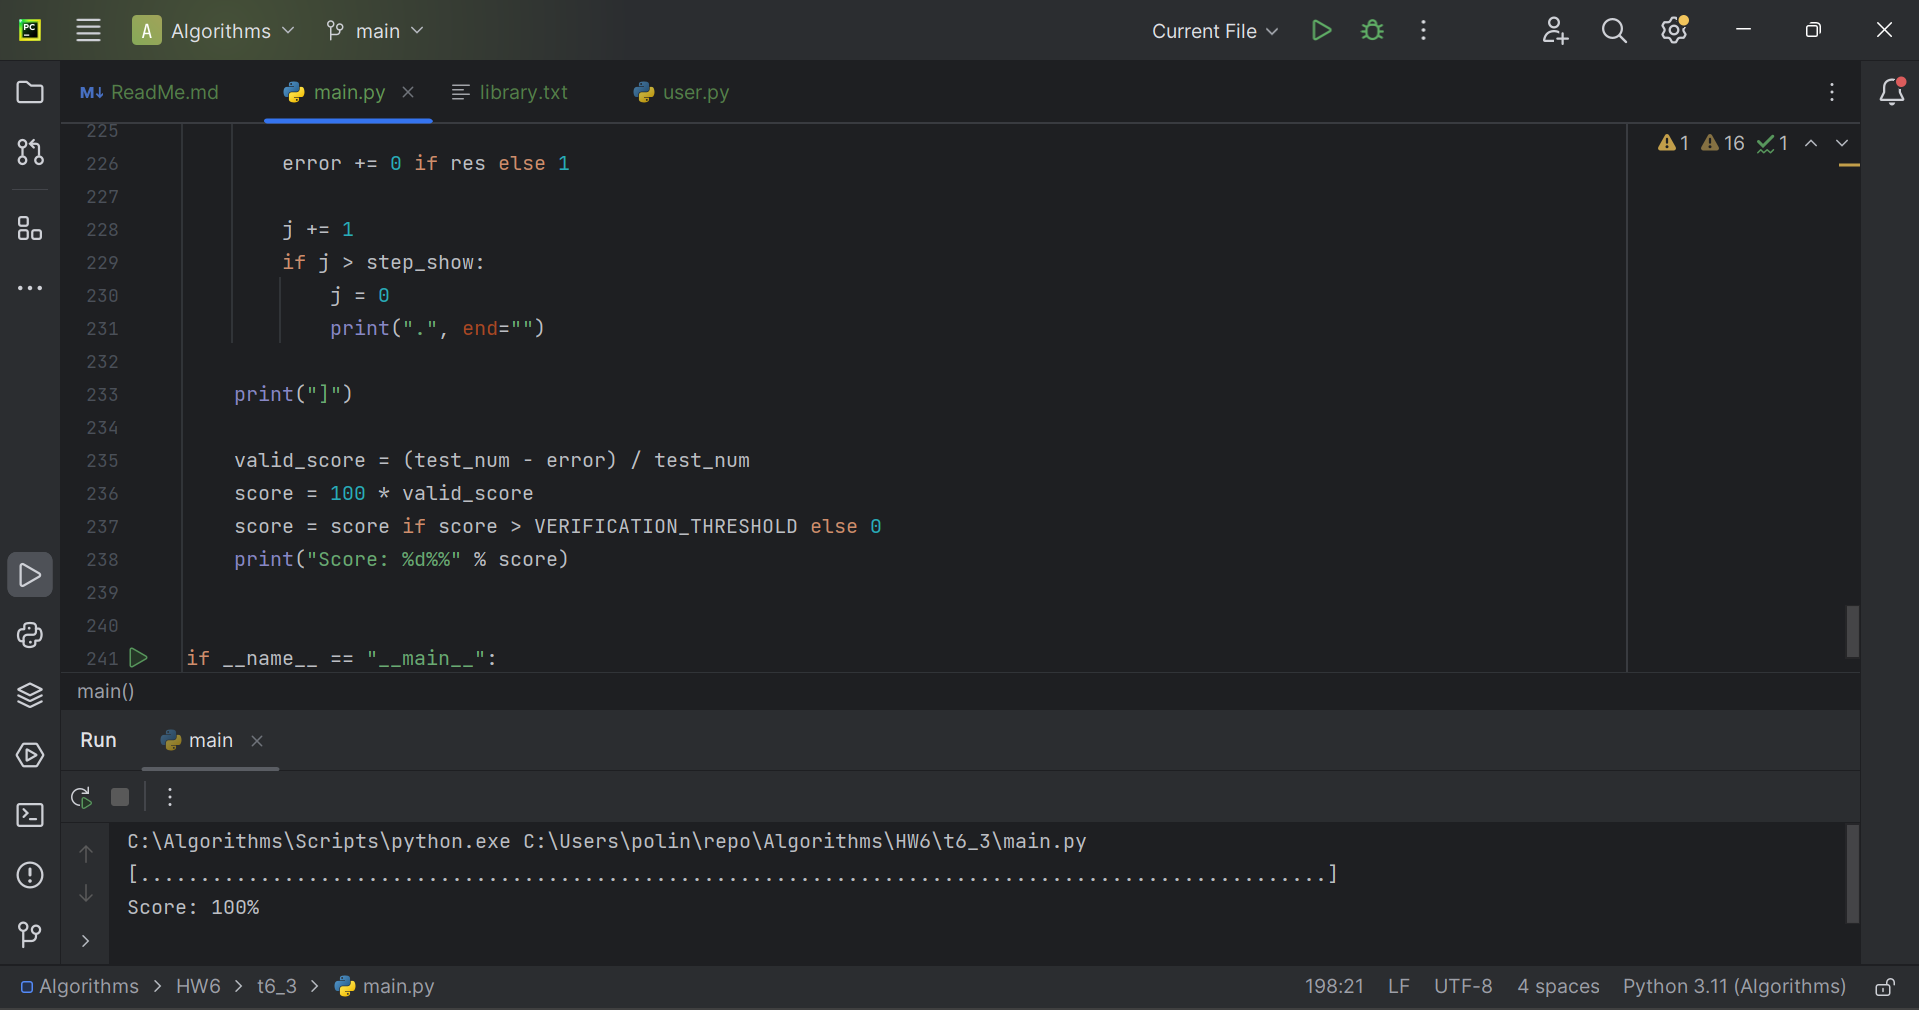 PC
A Algorithms main Current File
M↓ ReadMe.md main.py library.txt user.py
225
1 16 1
226 error += 0 if res else 1
227
228 j += 1
229 if j > step_show:
230 j = 0
231 print(".", end="")
232
233 print("]")
234
235 valid_score = (test_num - error) / test_num
236 score = 100 * valid_score
237 score = score if score > VERIFICATION_THRESHOLD else 0
238 print("Score: %d%%" % score)
239
240
241 if __name__ == "__main__":
main()
Run main
C:\Algorithms\Scripts\python.exe C:\Users\polin\repo\Algorithms\HW6\t6_3\main.py
[...................................................................................................]
Score: 100%
Algorithms > HW6 > t6_3 > main.py 198:21 LF UTF-8 4 spaces Python 3.11 (Algorithms)